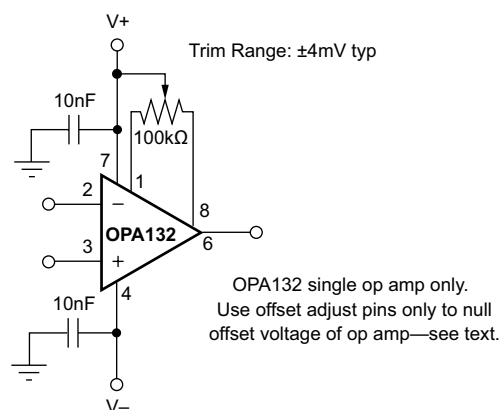 V+
Trim Range: ±4mV typ
10nF
100kΩ
7
1
2
–
8
OPA132
6
3
+
OPA132 single op amp only.
10nF
4
Use offset adjust pins only to null
offset voltage of op amp—see text.
V–